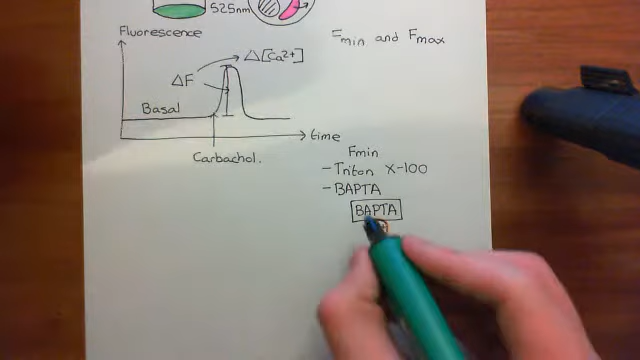 525nm
Fluorescence
Fmin and Fmax
Δ[Ca²⁺]
ΔF
Basal
time
Carbachol.
Fmin
- Triton X-100
- BAPTA
BAPTA